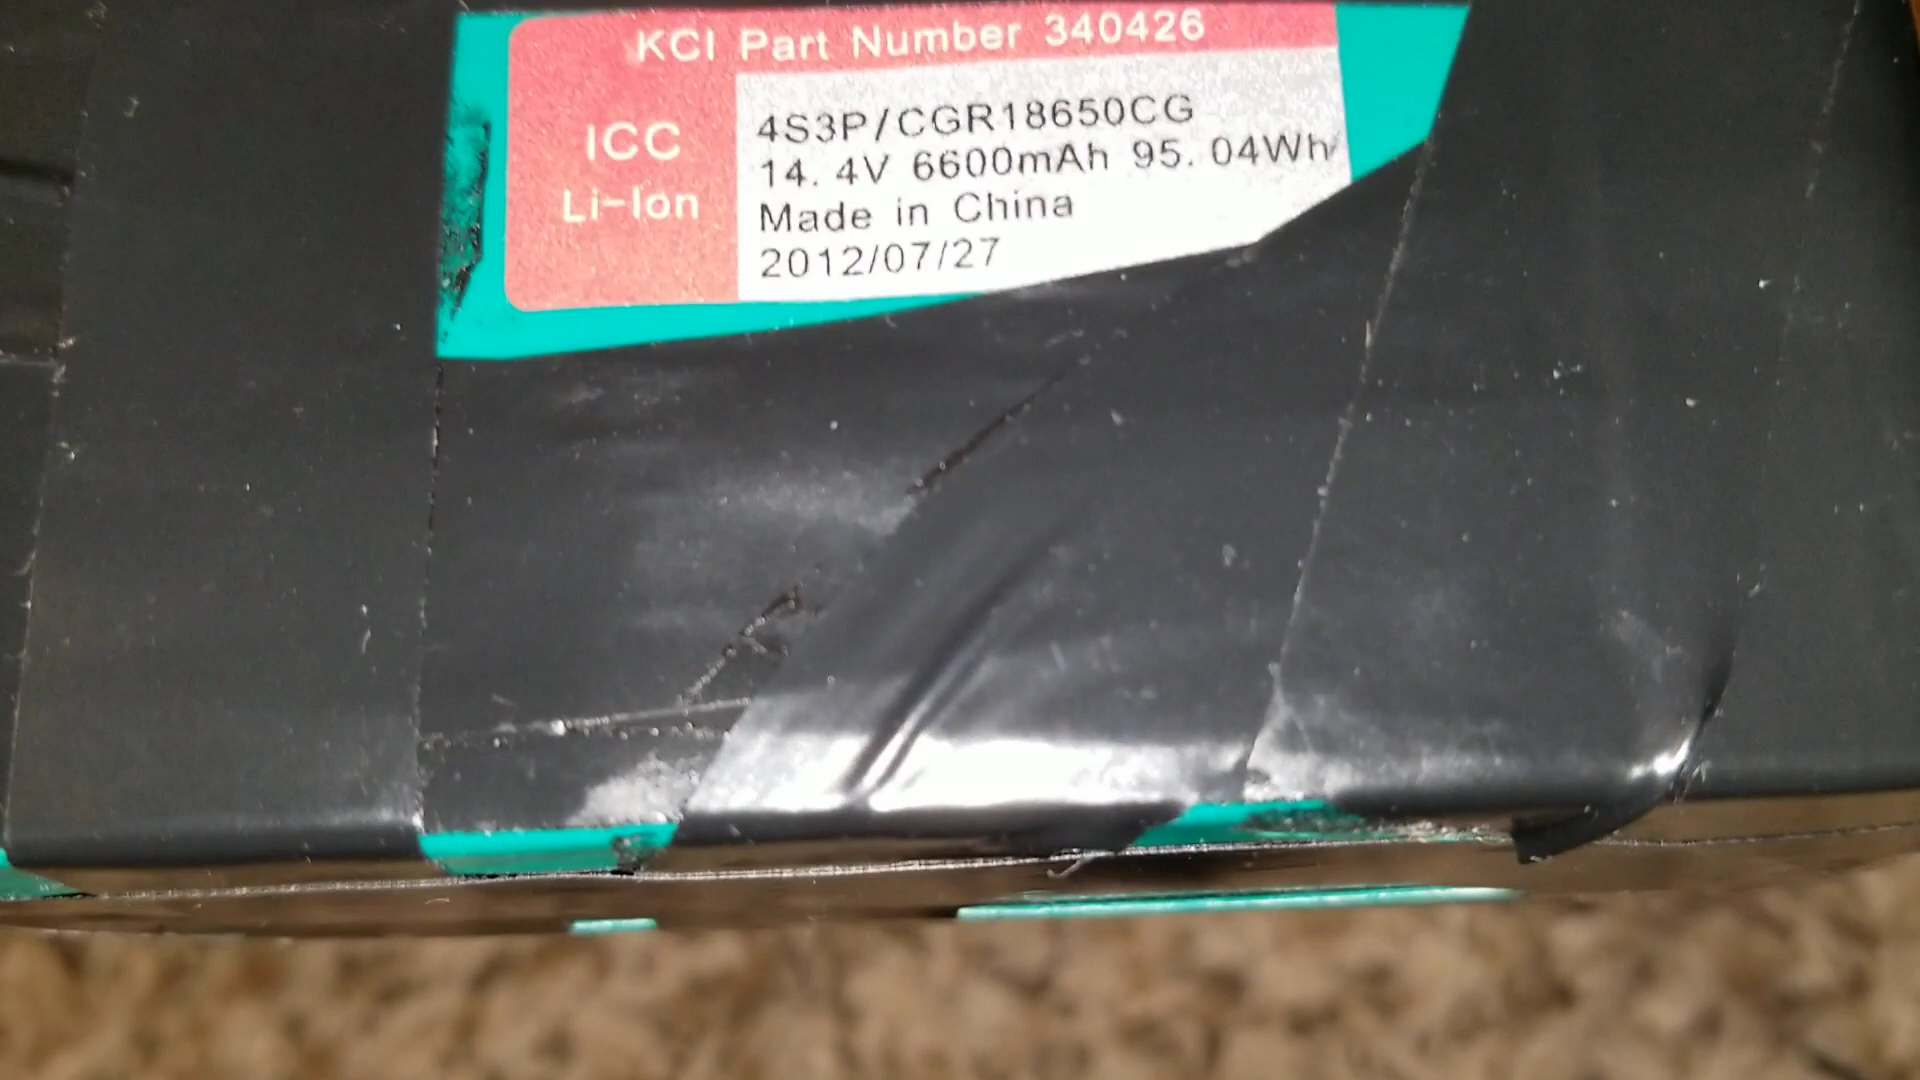 KCI Part Number 340426
ICC
Li-Ion
4S3P/CGR18650CG
14.4V 6600mAh 95.04Wh
Made in China
2012/07/27